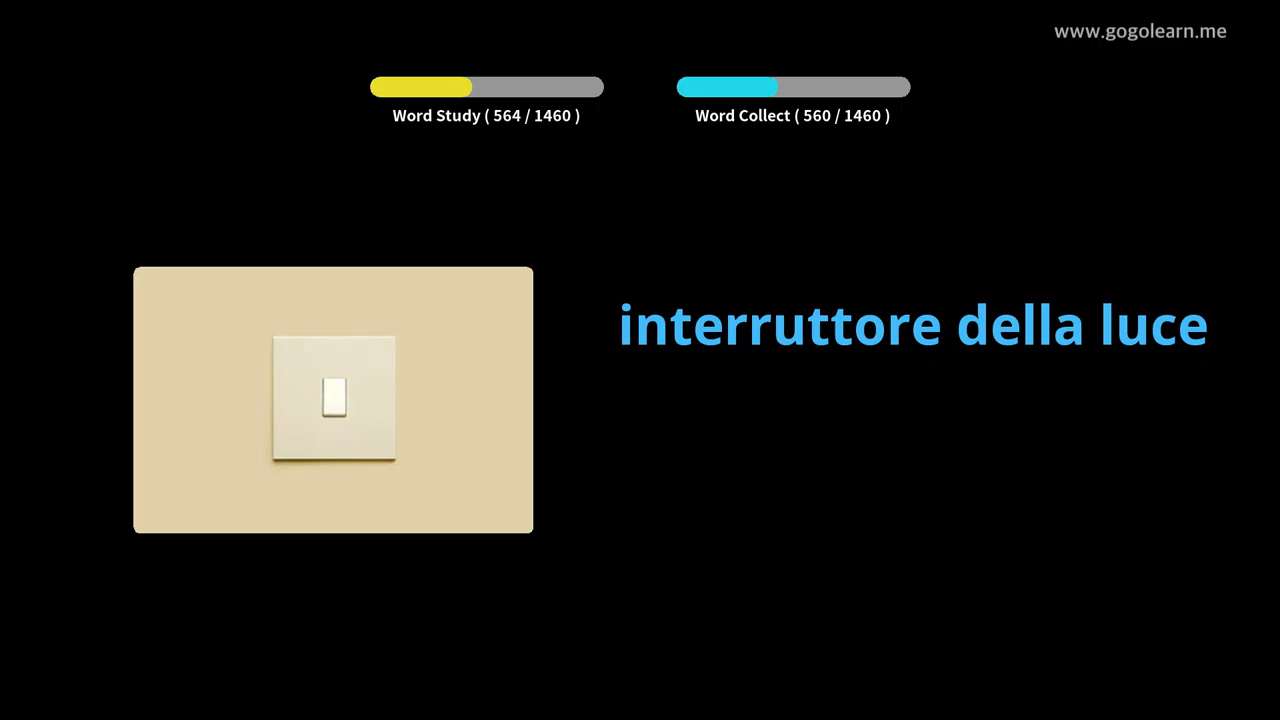 www.gogolearn.me
Word Study ( 564 / 1460 )
Word Collect ( 560 / 1460 )
interruttore della luce